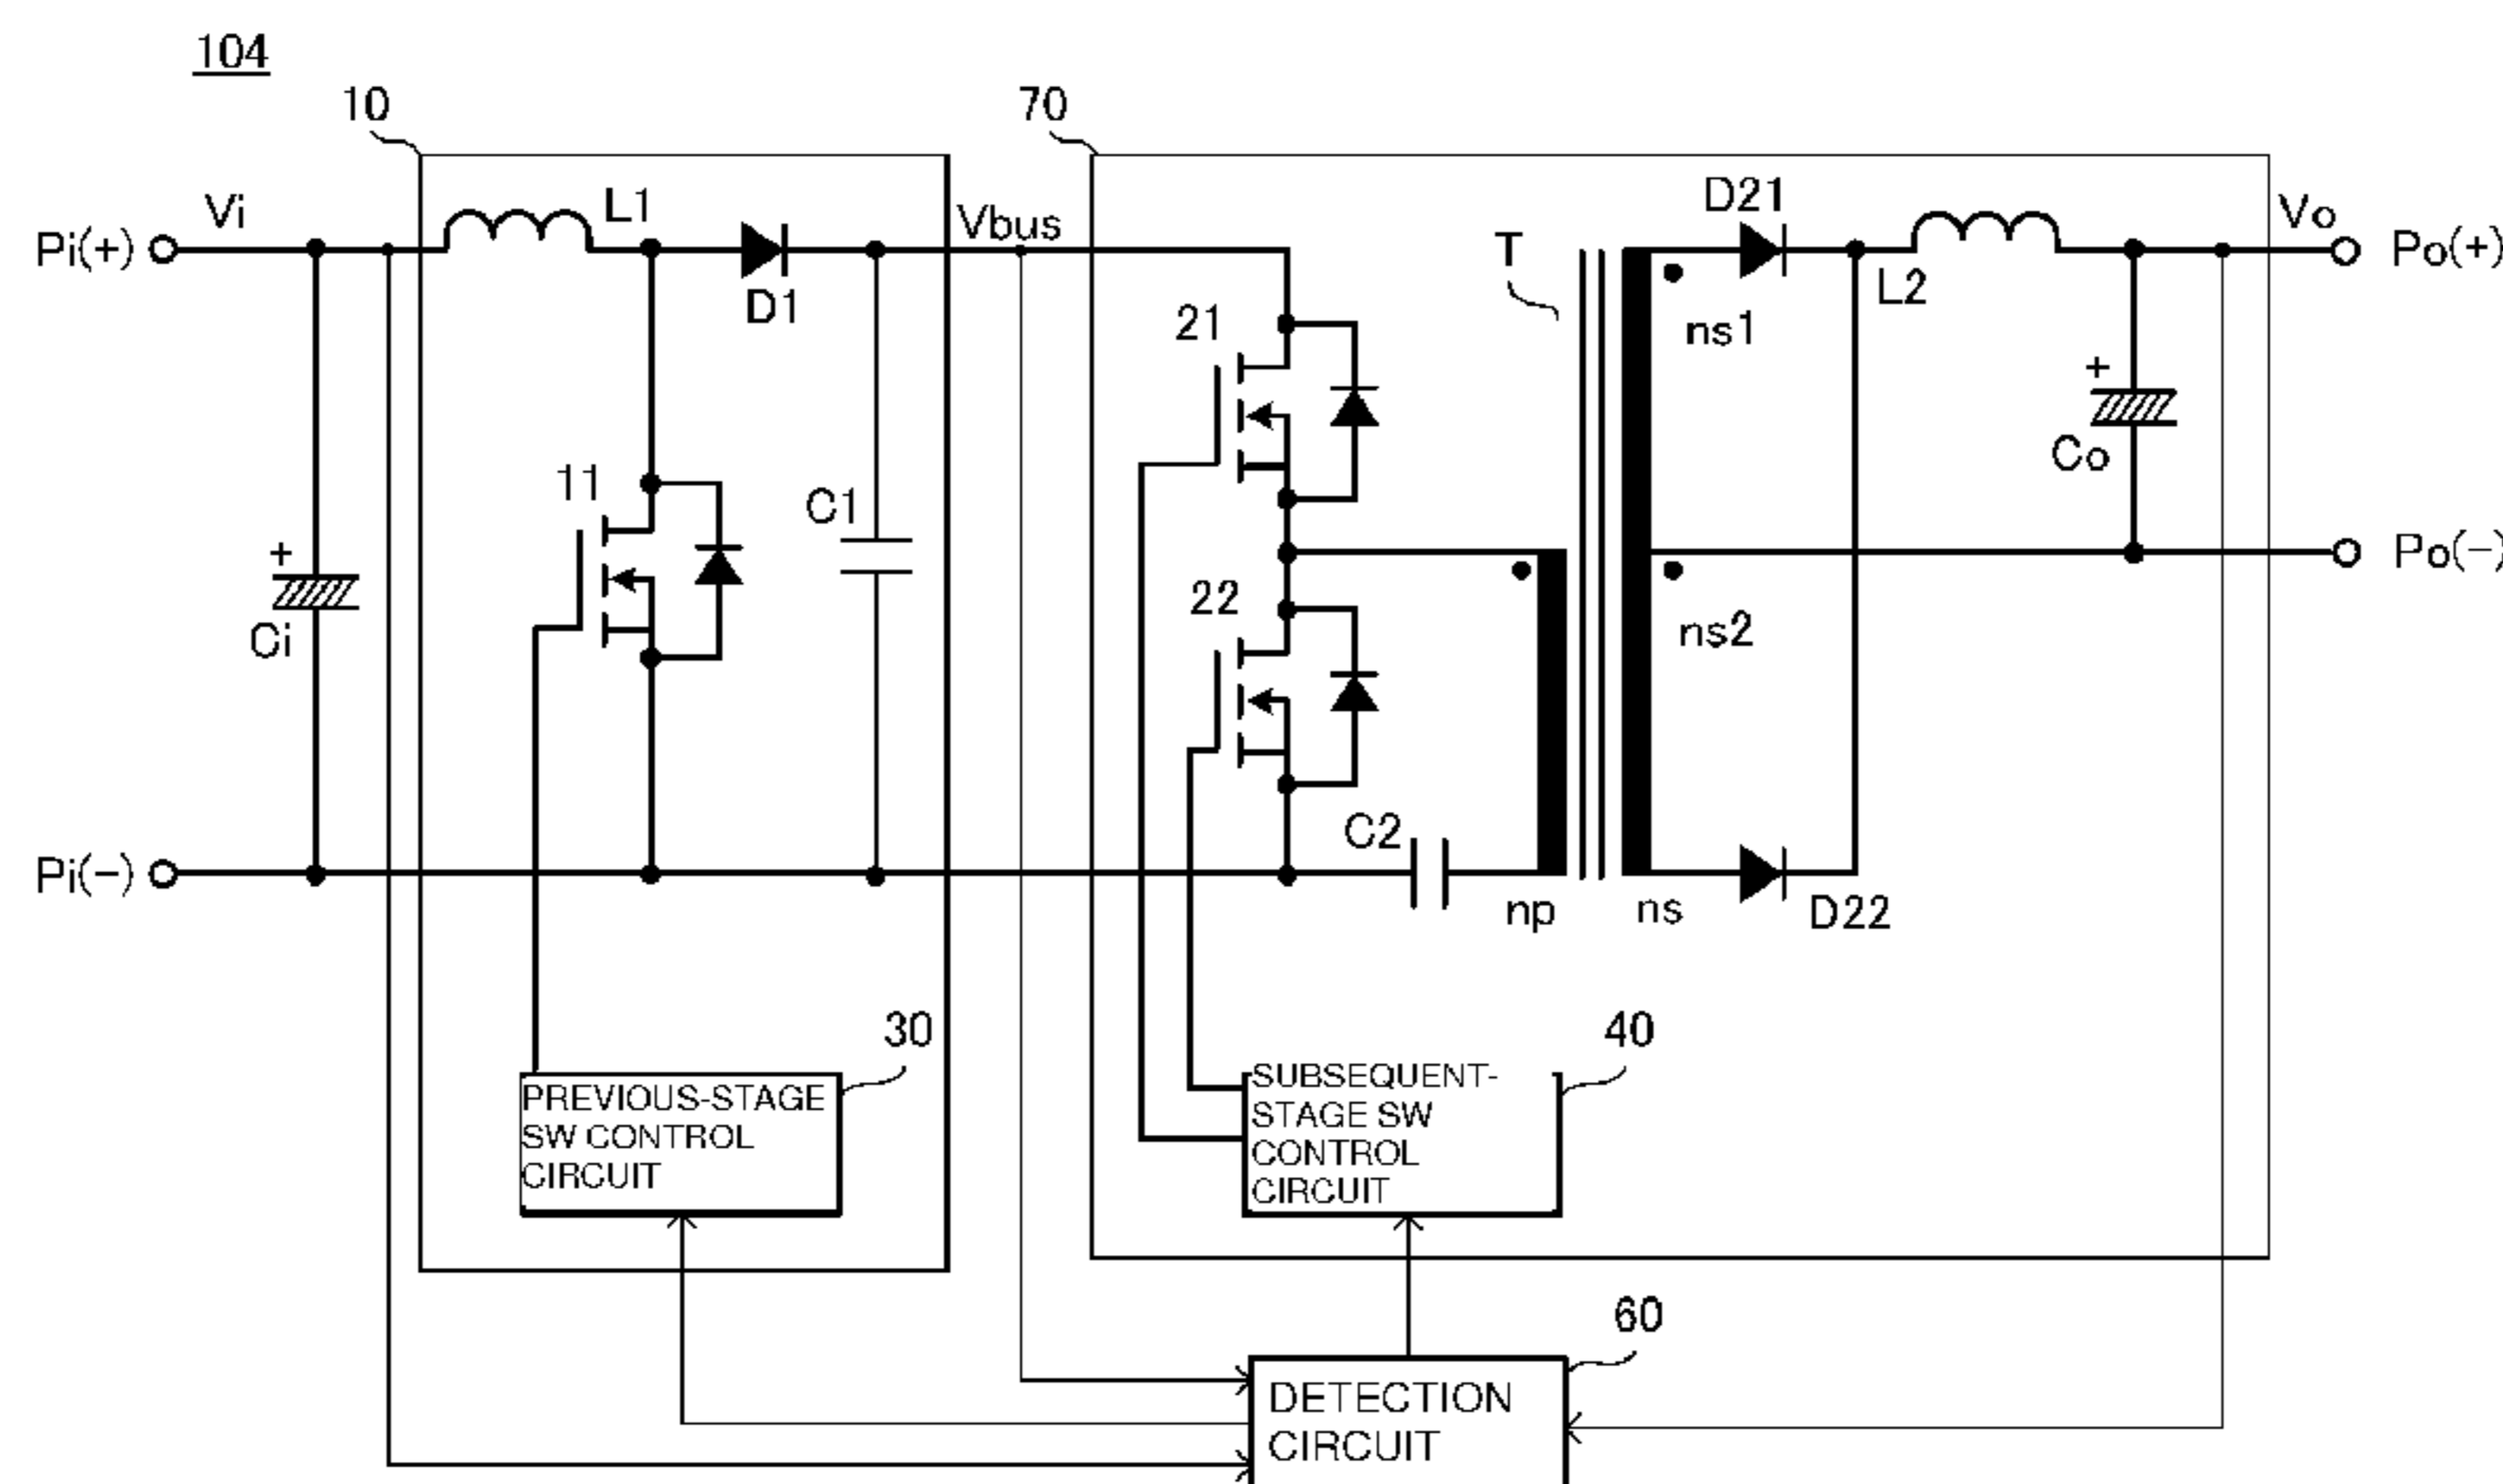 104
10
70
Vi
L1
Vbus
D21
Vo
Pi(+)
T
Po(+)
D1
L2
21
ns1
+
11
C1
Co
+
Po(-)
22
ns2
Ci
C2
Pi(-)
np
ns
D22
30
40
PREVIOUS-STAGE
SW CONTROL
CIRCUIT
SUBSEQUENT-
STAGE SW
CONTROL
CIRCUIT
60
DETECTION
CIRCUIT